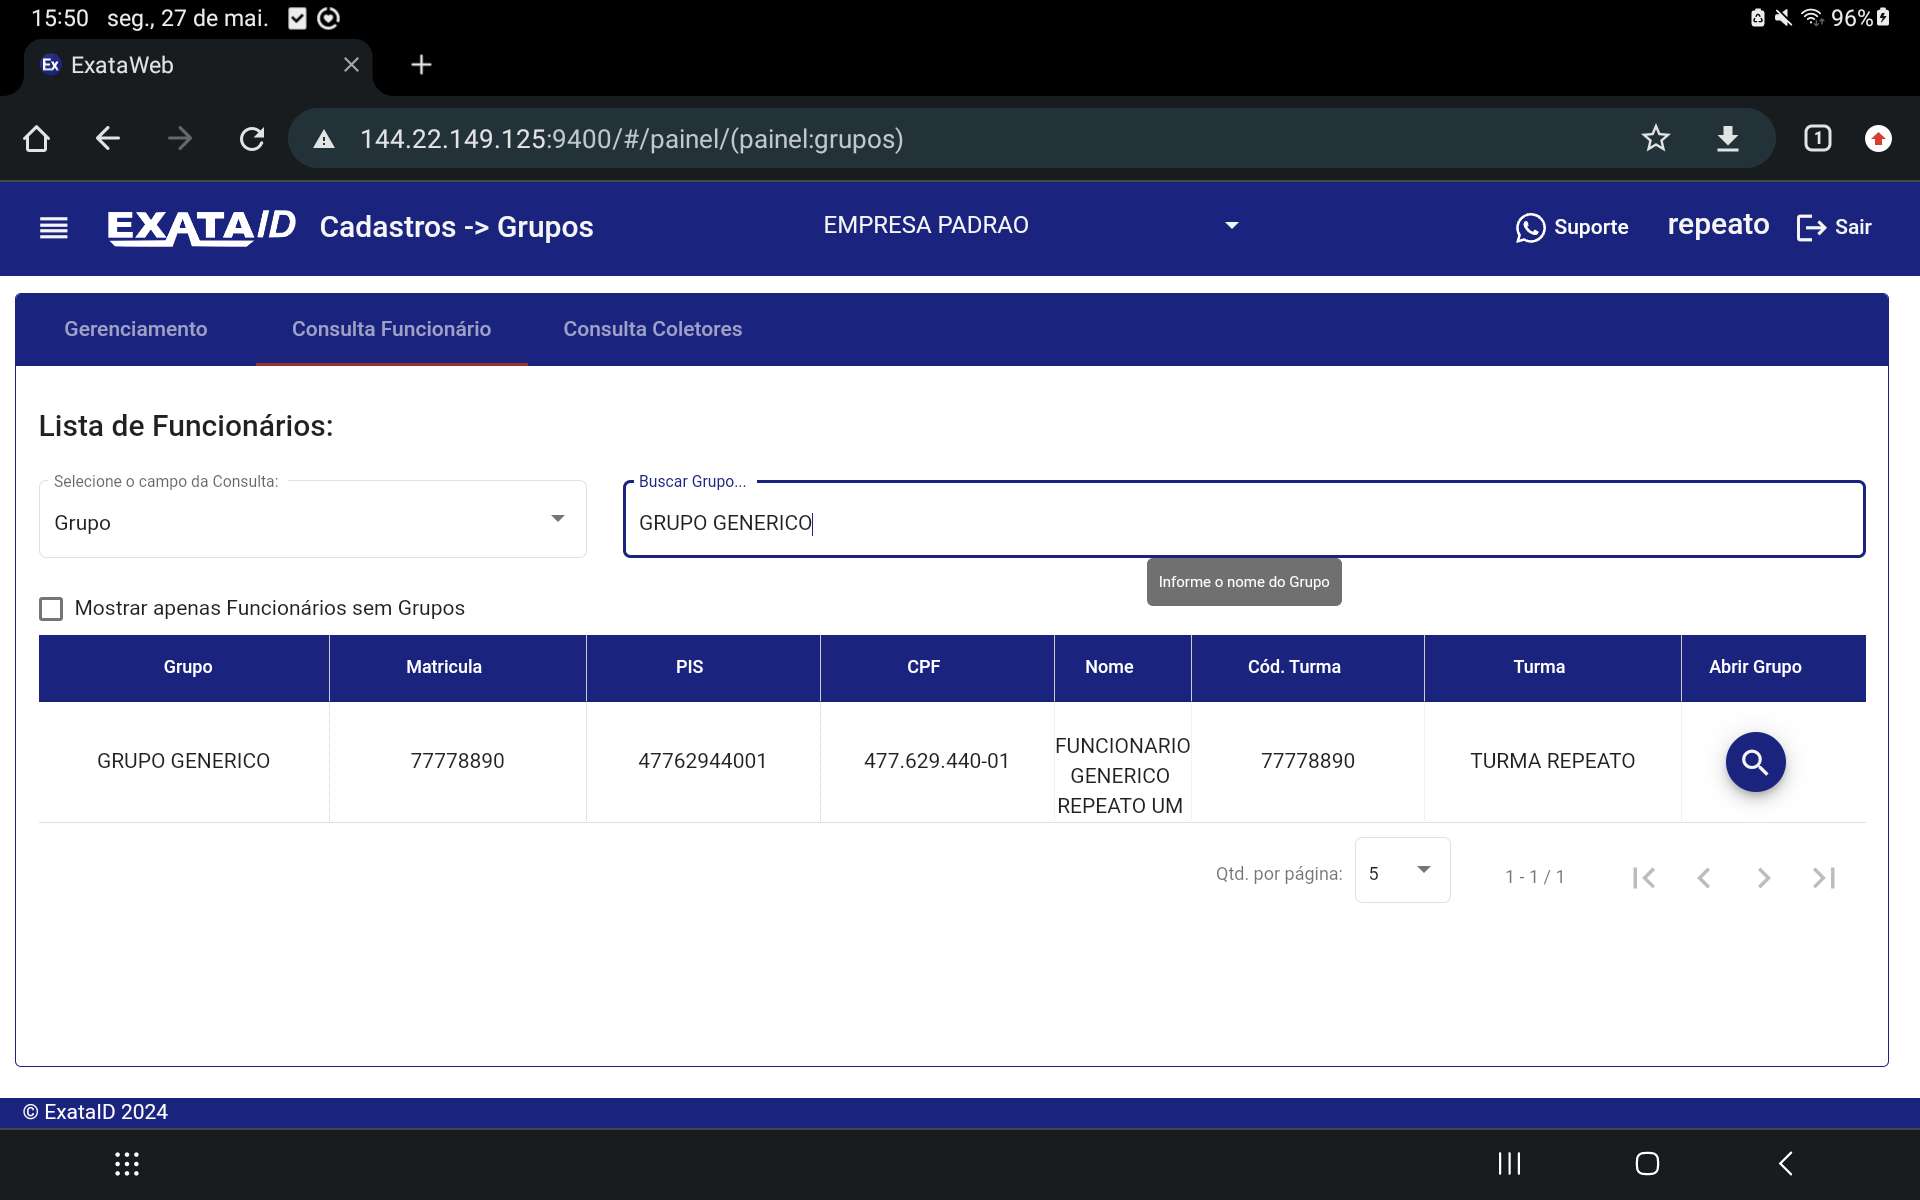 15:50 seg., 27 de mai. 96%
Ex ExataWeb
144.22.149.125:9400/#/painel/(painel:grupos) 1
EXATAID Cadastros -> Grupos EMPRESA PADRAO Suporte repeato Sair
Gerenciamento Consulta Funcionário Consulta Coletores
Lista de Funcionários:
Selecione o campo da Consulta: Buscar Grupo...
Grupo GRUPO GENERICO
Informe o nome do Grupo
Mostrar apenas Funcionários sem Grupos
Grupo Matricula PIS CPF Nome Cód. Turma Turma Abrir Grupo
GRUPO GENERICO 77778890 47762944001 477.629.440-01 FUNCIONARIO GENERICO REPEATO UM 77778890 TURMA REPEATO
Qtd. por página: 5 1 - 1 / 1
© ExataID 2024